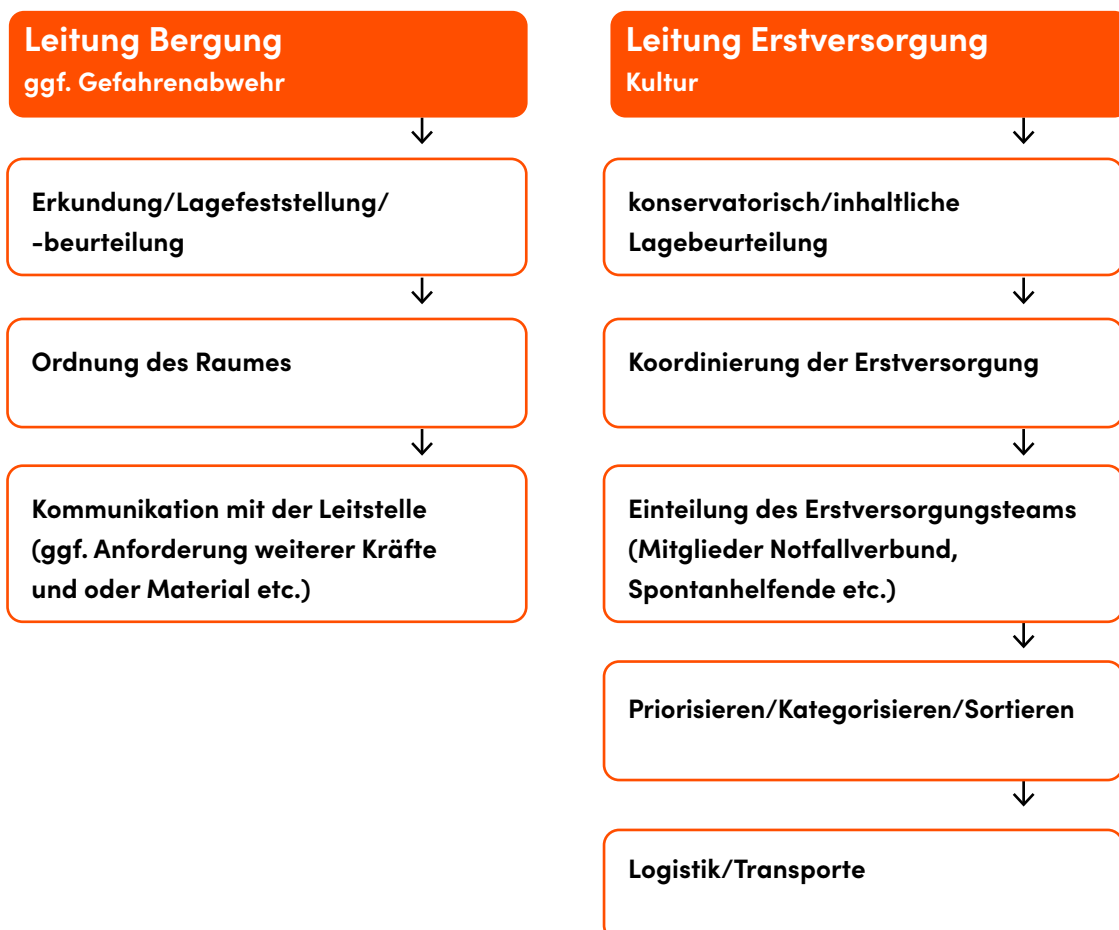 Leitung Bergung
ggf. Gefahrenabwehr
Erkundung/Lagefeststellung/
-beurteilung
Ordnung des Raumes
Kommunikation mit der Leitstelle
(ggf. Anforderung weiterer Kräfte
und oder Material etc.)
Leitung Erstversorgung
Kultur
konservatorisch/inhaltliche
Lagebeurteilung
Koordinierung der Erstversorgung
Einteilung des Erstversorgungsteams
(Mitglieder Notfallverbund,
Spontanhelfende etc.)
Priorisieren/Kategorisieren/Sortieren
Logistik/Transporte